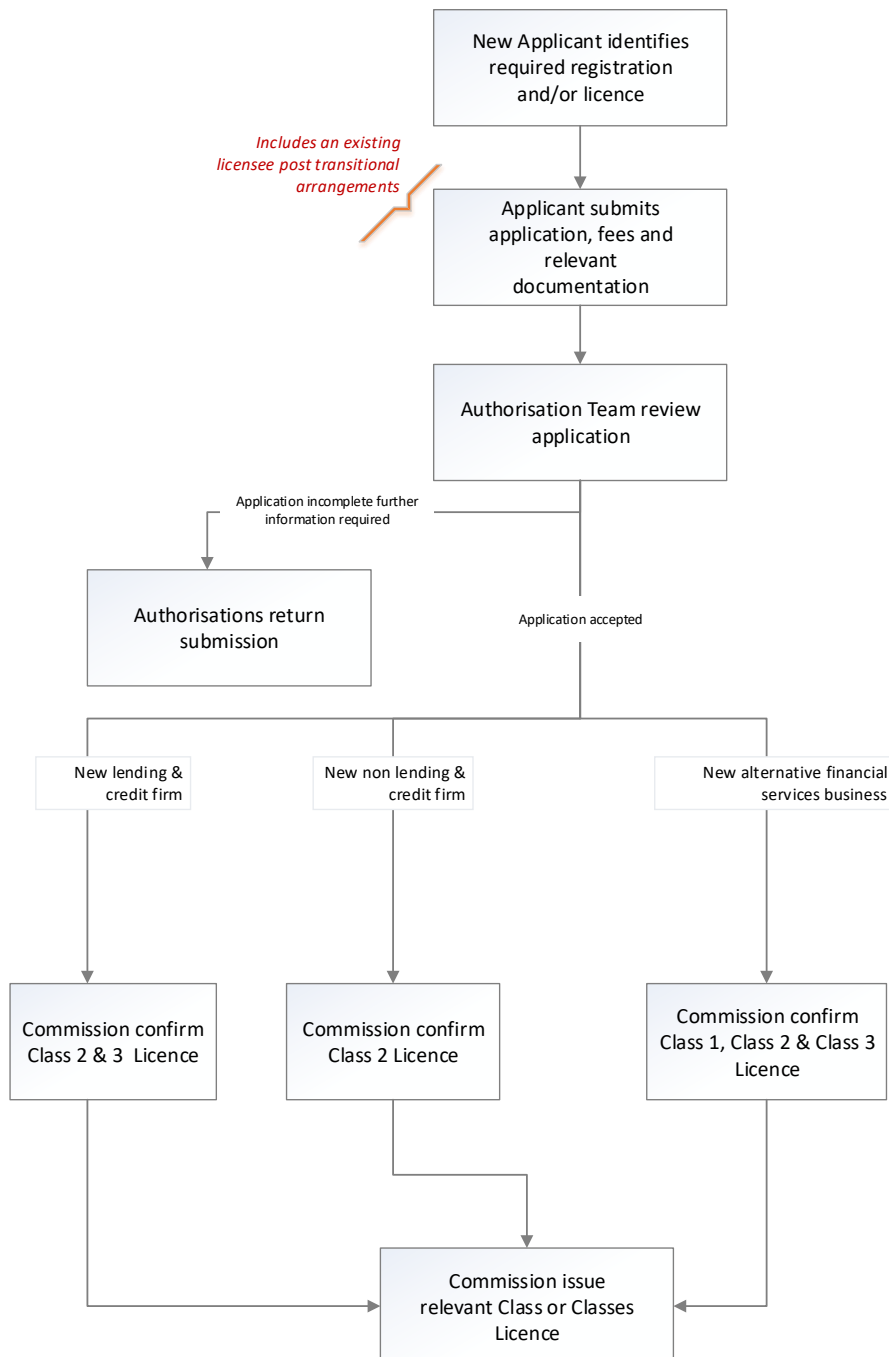 New Applicant identifies
required registration
and/or licence
Includes an existing
licensee post transitional
arrangements
Applicant submits
application, fees and
relevant
documentation
Authorisation Team review
application
Application incomplete further
information required
Authorisations return
submission
Application accepted
New lending &
credit firm
New non lending &
credit firm
New alternative financial
services business
Commission confirm
Class 2 & 3 Licence
Commission confirm
Class 2 Licence
Commission confirm
Class 1, Class 2 & Class 3
Licence
Commission issue
relevant Class or Classes
Licence